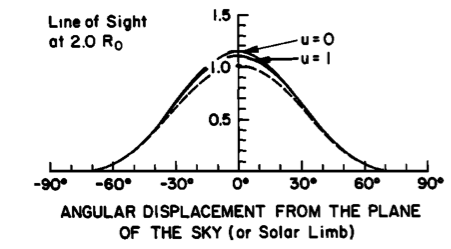 Line of Sight
at 2.0 R₀
1.5
1.0
0.5
u=0
u=1
-90° -60° -30° 0° 30° 60° 90°
ANGULAR DISPLACEMENT FROM THE PLANE
OF THE SKY (or Solar Limb)